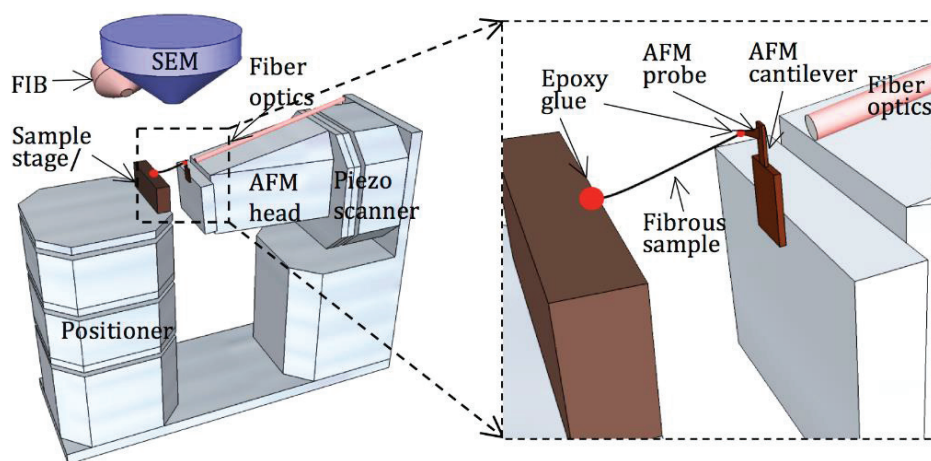 SEM
FIB
Fiber
optics
Sample
stage/
AFM
head
Piezo
scanner
Positioner
Epoxy
glue
AFM
probe
AFM
cantilever
Fiber
optics
Fibrous
sample